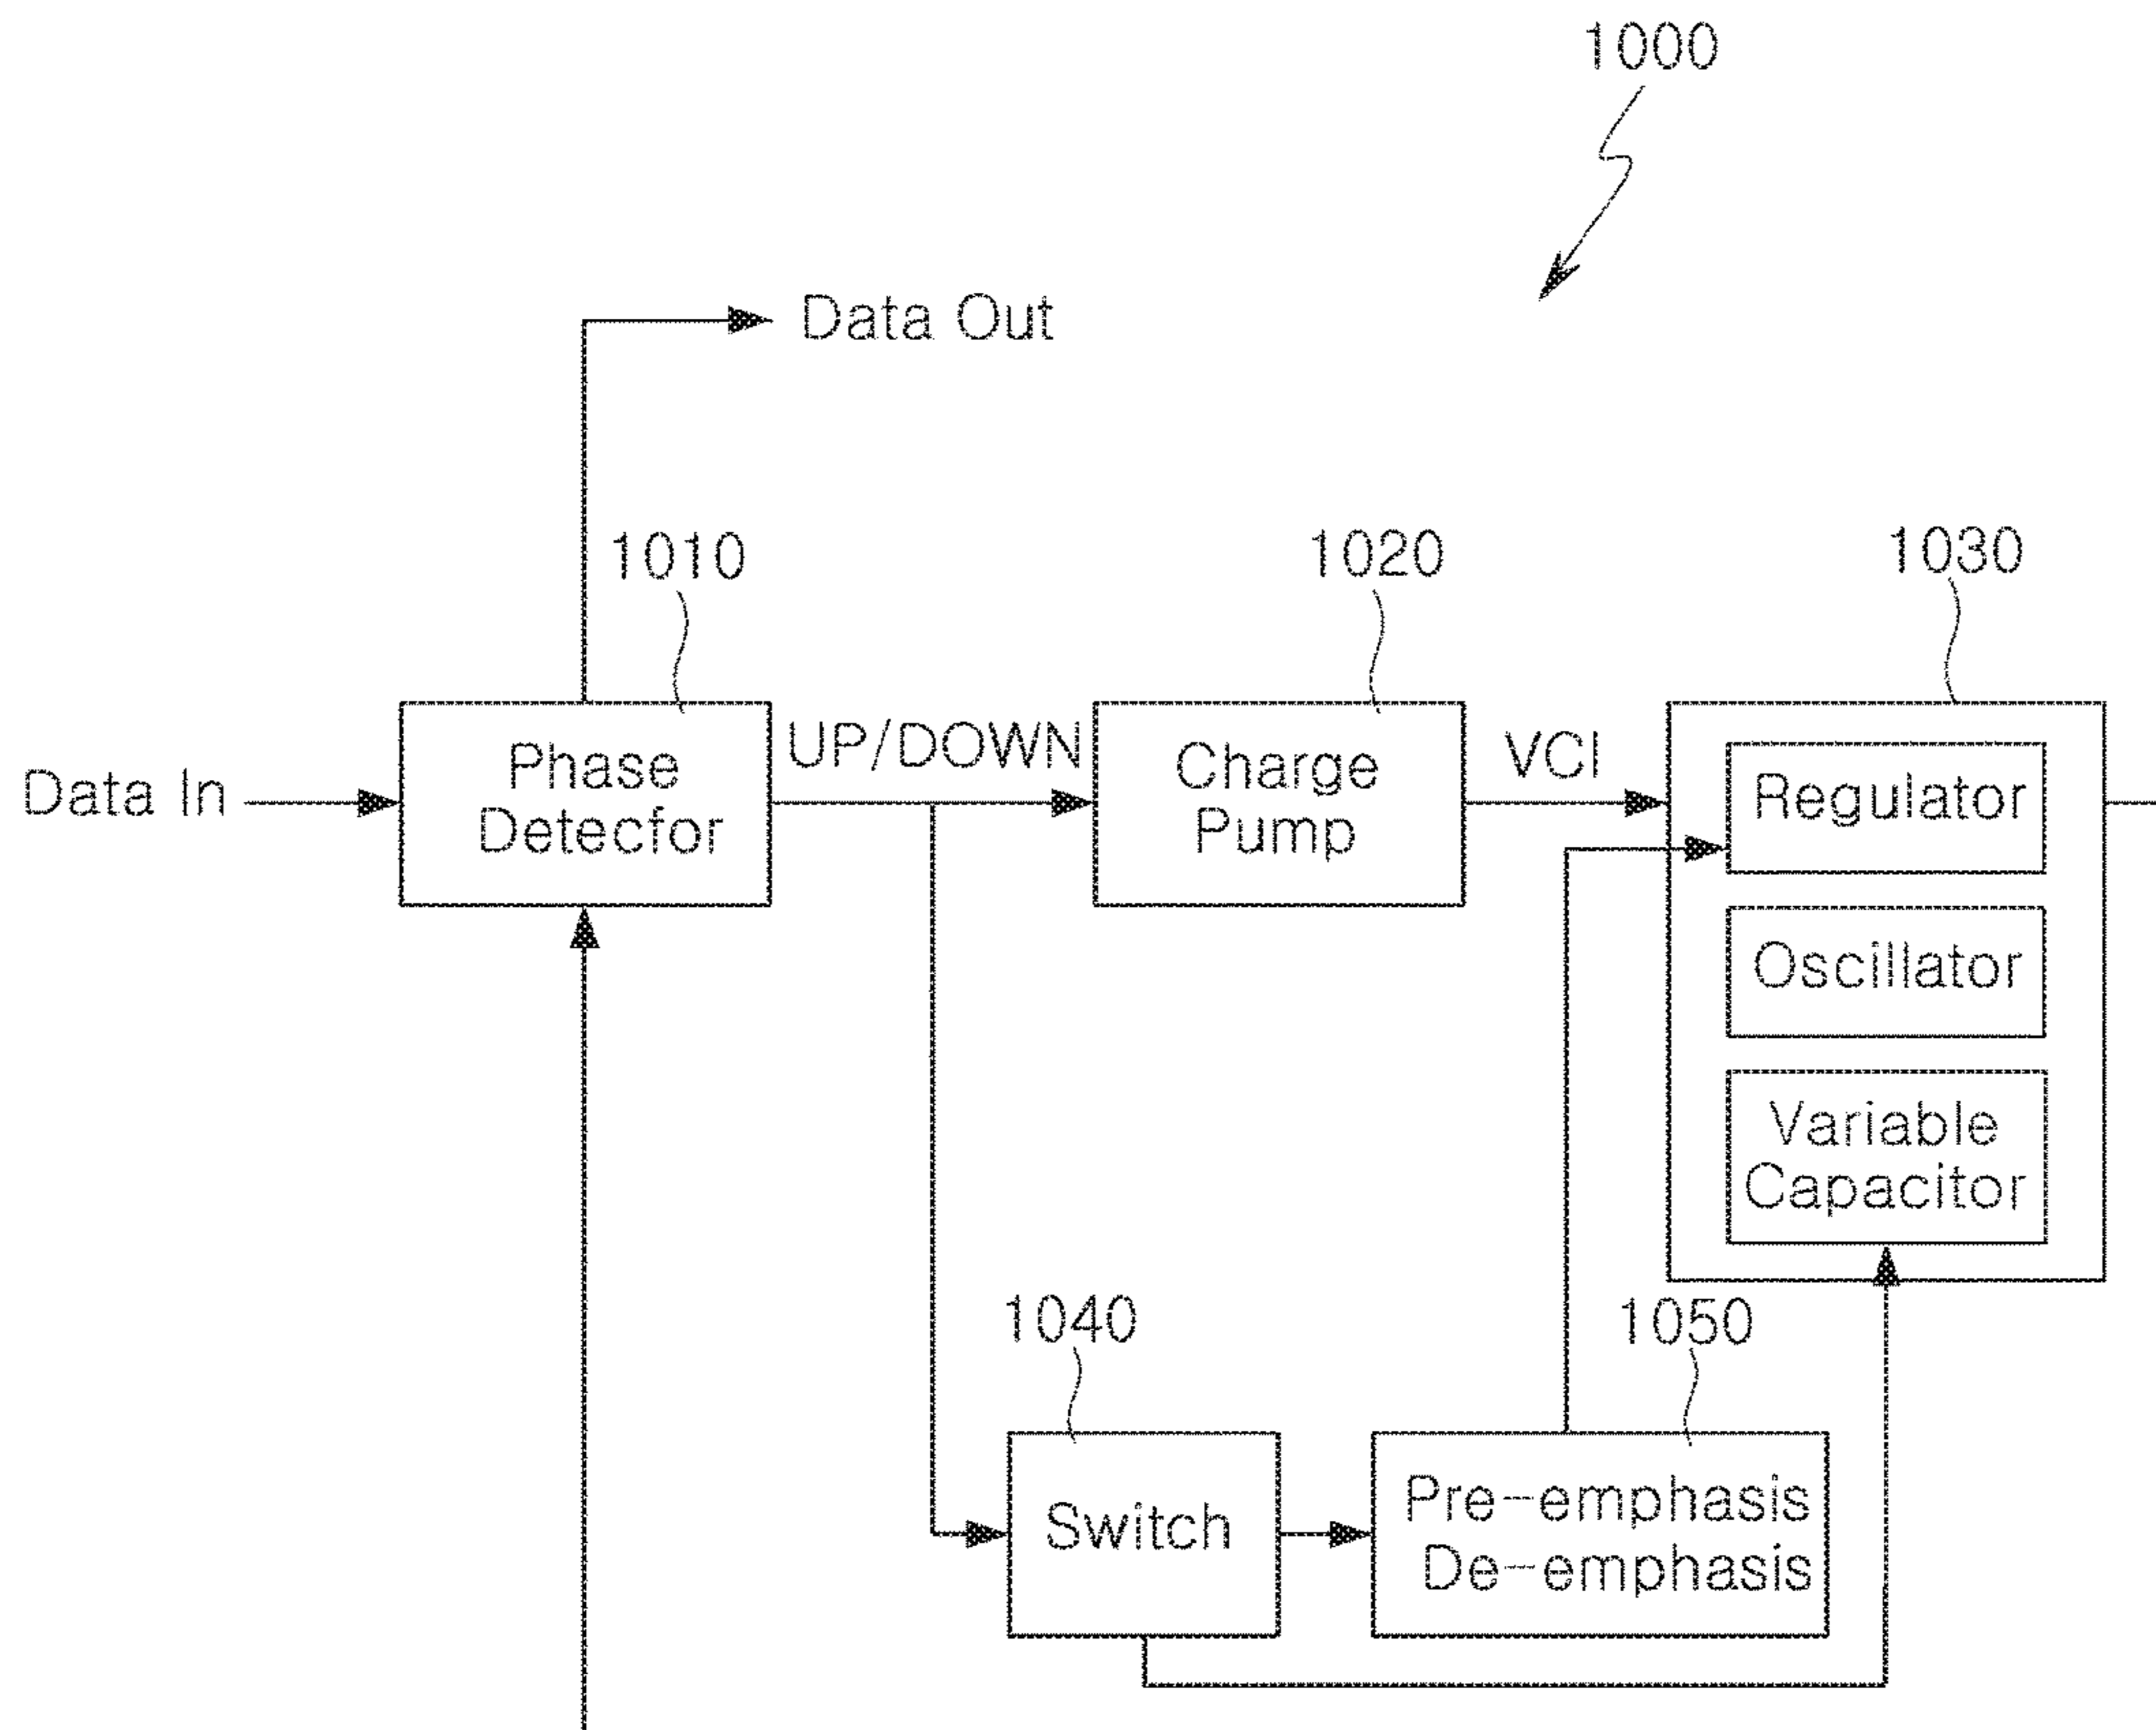 1000
Data Out
1010
1020
1030
Data In
Phase
Detecfor
UP/DOWN
Charge
Pump
VCI
Regulator
Oscillator
Variable
Capacitor
1040
1050
Switch
Pre-emphasis
De-emphasis